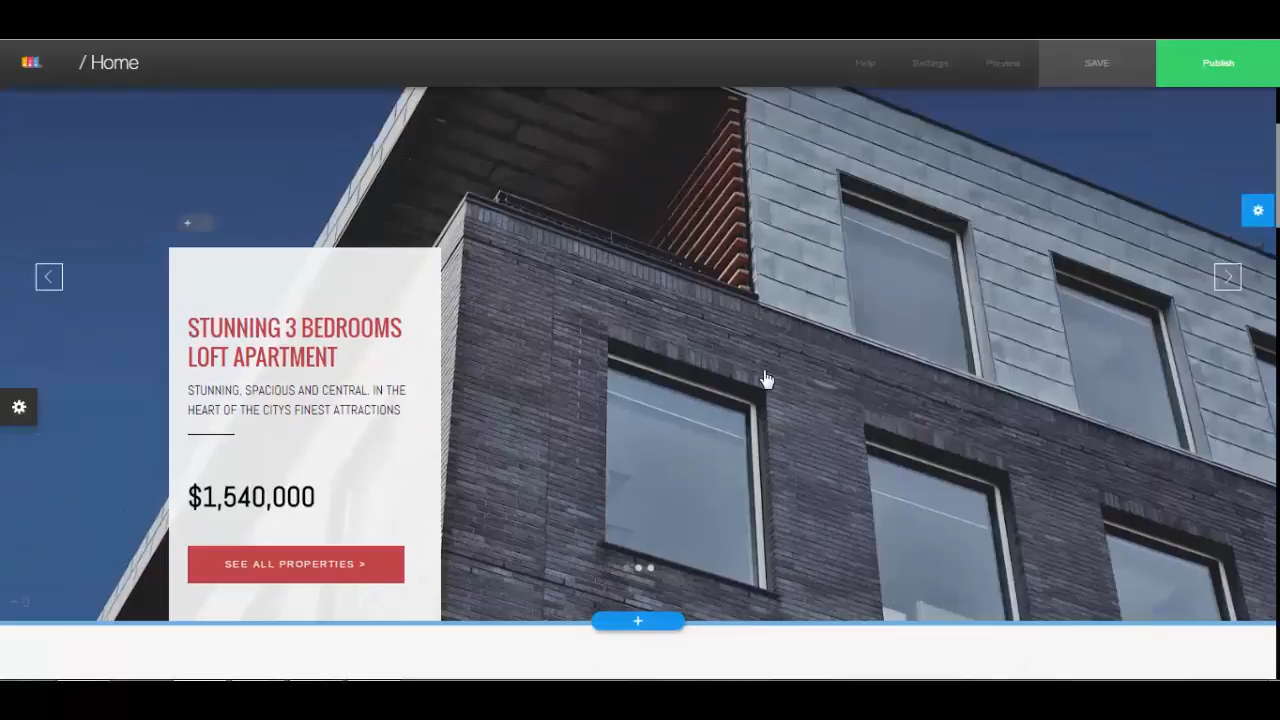 / Home
Help
Settings
Preview
SAVE
Publish
STUNNING 3 BEDROOMS
LOFT APARTMENT
STUNNING, SPACIOUS AND CENTRAL. IN THE
HEART OF THE CITYS FINEST ATTRACTIONS
$1,540,000
SEE ALL PROPERTIES >